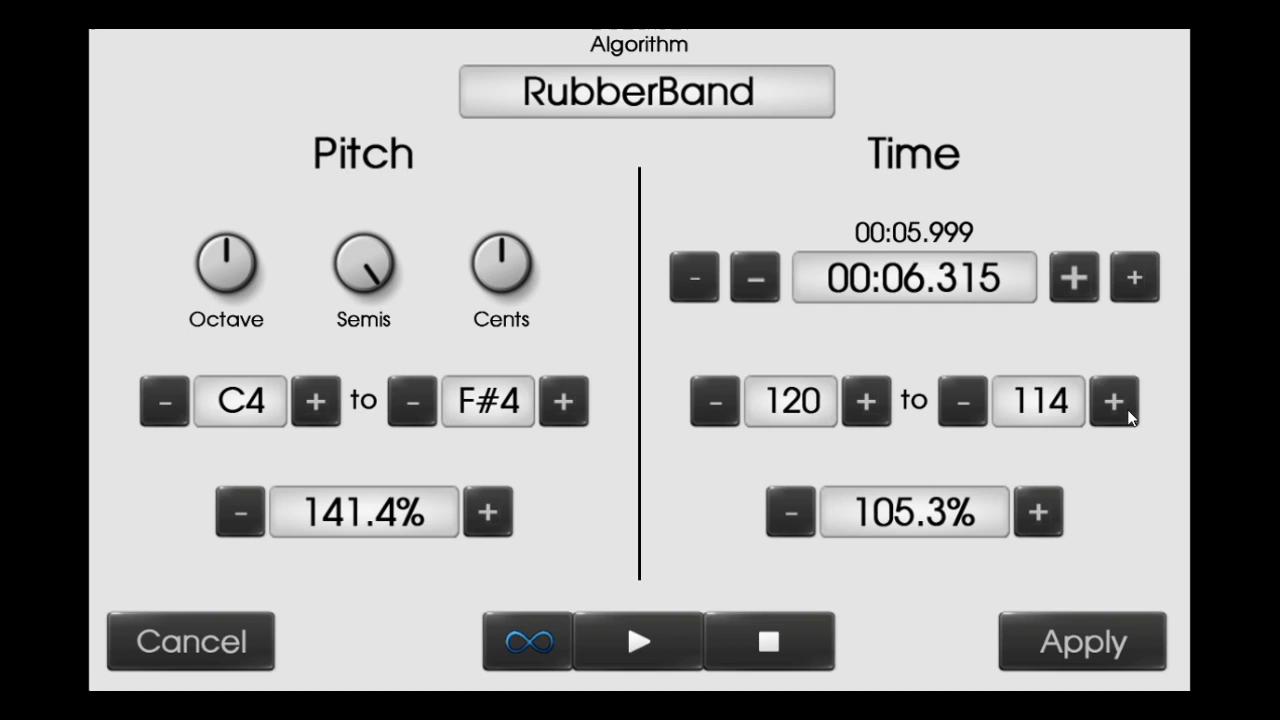 Algorithm
RubberBand
Pitch
Time
00:05.999
- - 00:06.315 + +
Octave Semis Cents
- C4 + to - F#4 +
- 120 + to - 114 +
- 141.4% +
- 105.3% +
Cancel
Apply